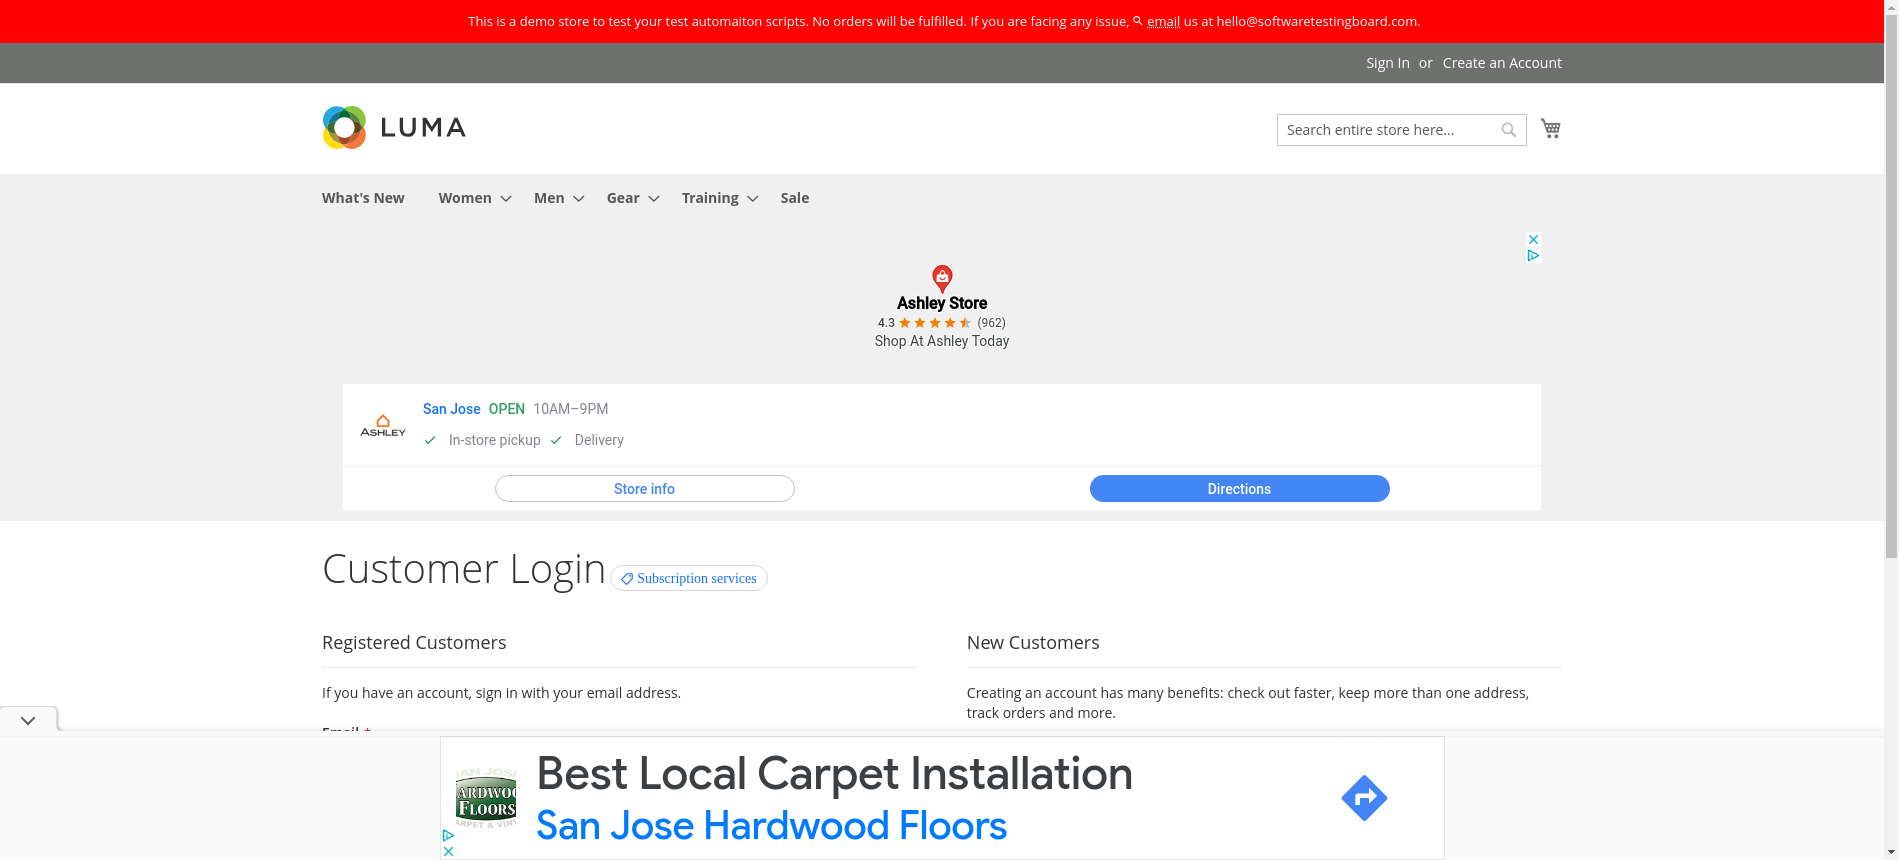 This is a demo store to test your test automaiton scripts. No orders will be fulfilled. If you are facing any issue, email us at hello@softwaretestingboard.com.
Sign In or Create an Account
LUMA
Search entire store here...
What's New Women Men Gear Training Sale
Ashley Store
4.3 (962)
Shop At Ashley Today
ASHLEY
San Jose OPEN 10AM–9PM
In-store pickup Delivery
Store info Directions
Customer Login
Subscription services
Registered Customers
If you have an account, sign in with your email address.
Email *
New Customers
Creating an account has many benefits: check out faster, keep more than one address,
track orders and more.
Best Local Carpet Installation
San Jose Hardwood Floors
FLOORS